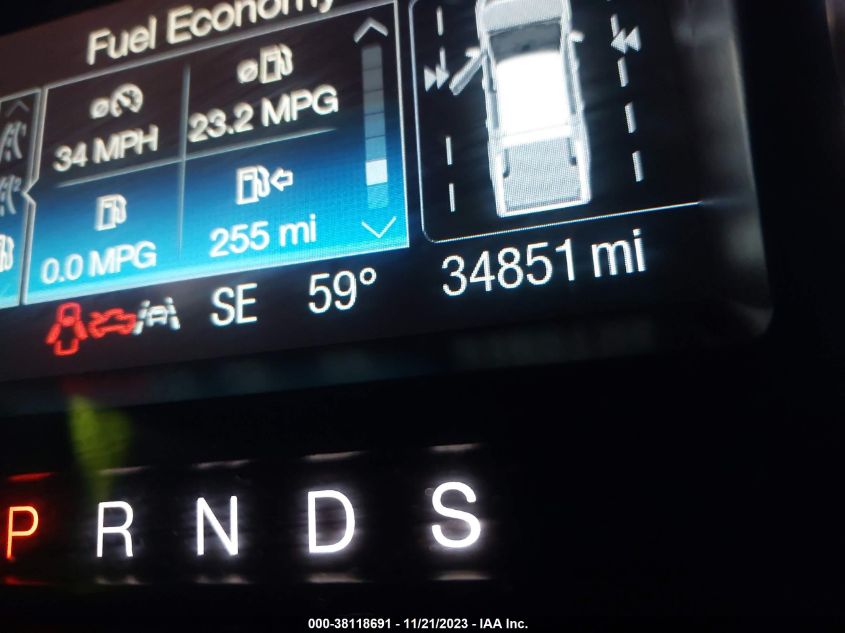 Fuel Economy
34 MPH 23.2 MPG
0.0 MPG 255 mi
SE 59° 34851 mi
P R N D S
000-38118691 - 11/21/2023 - IAA Inc.